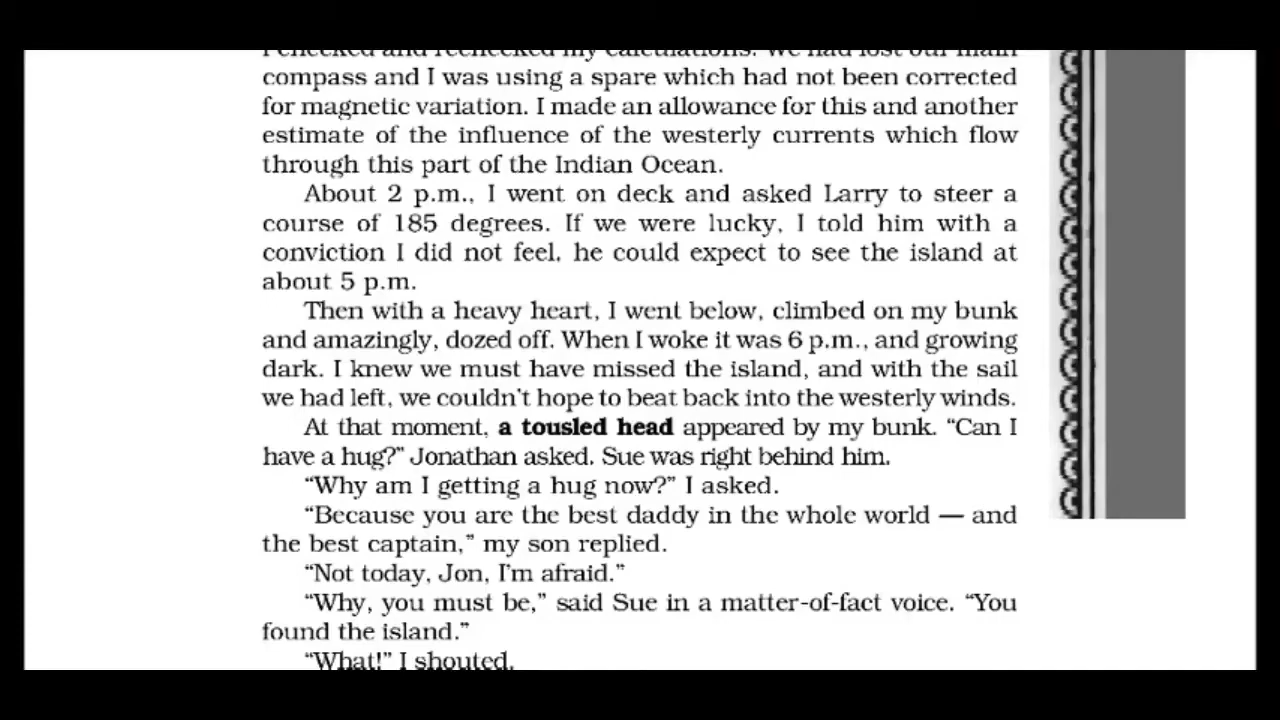 I checked and rechecked my calculations. We had lost our main
compass and I was using a spare which had not been corrected
for magnetic variation. I made an allowance for this and another
estimate of the influence of the westerly currents which flow
through this part of the Indian Ocean.
About 2 p.m., I went on deck and asked Larry to steer a
course of 185 degrees. If we were lucky, I told him with a
conviction I did not feel, he could expect to see the island at
about 5 p.m.
Then with a heavy heart, I went below, climbed on my bunk
and amazingly, dozed off. When I woke it was 6 p.m., and growing
dark. I knew we must have missed the island, and with the sail
we had left, we couldn't hope to beat back into the westerly winds.
At that moment, a tousled head appeared by my bunk. “Can I
have a hug?” Jonathan asked. Sue was right behind him.
“Why am I getting a hug now?” I asked.
“Because you are the best daddy in the whole world — and
the best captain,” my son replied.
“Not today, Jon, I'm afraid.”
“Why, you must be,” said Sue in a matter-of-fact voice. “You
found the island.”
“What!” I shouted.